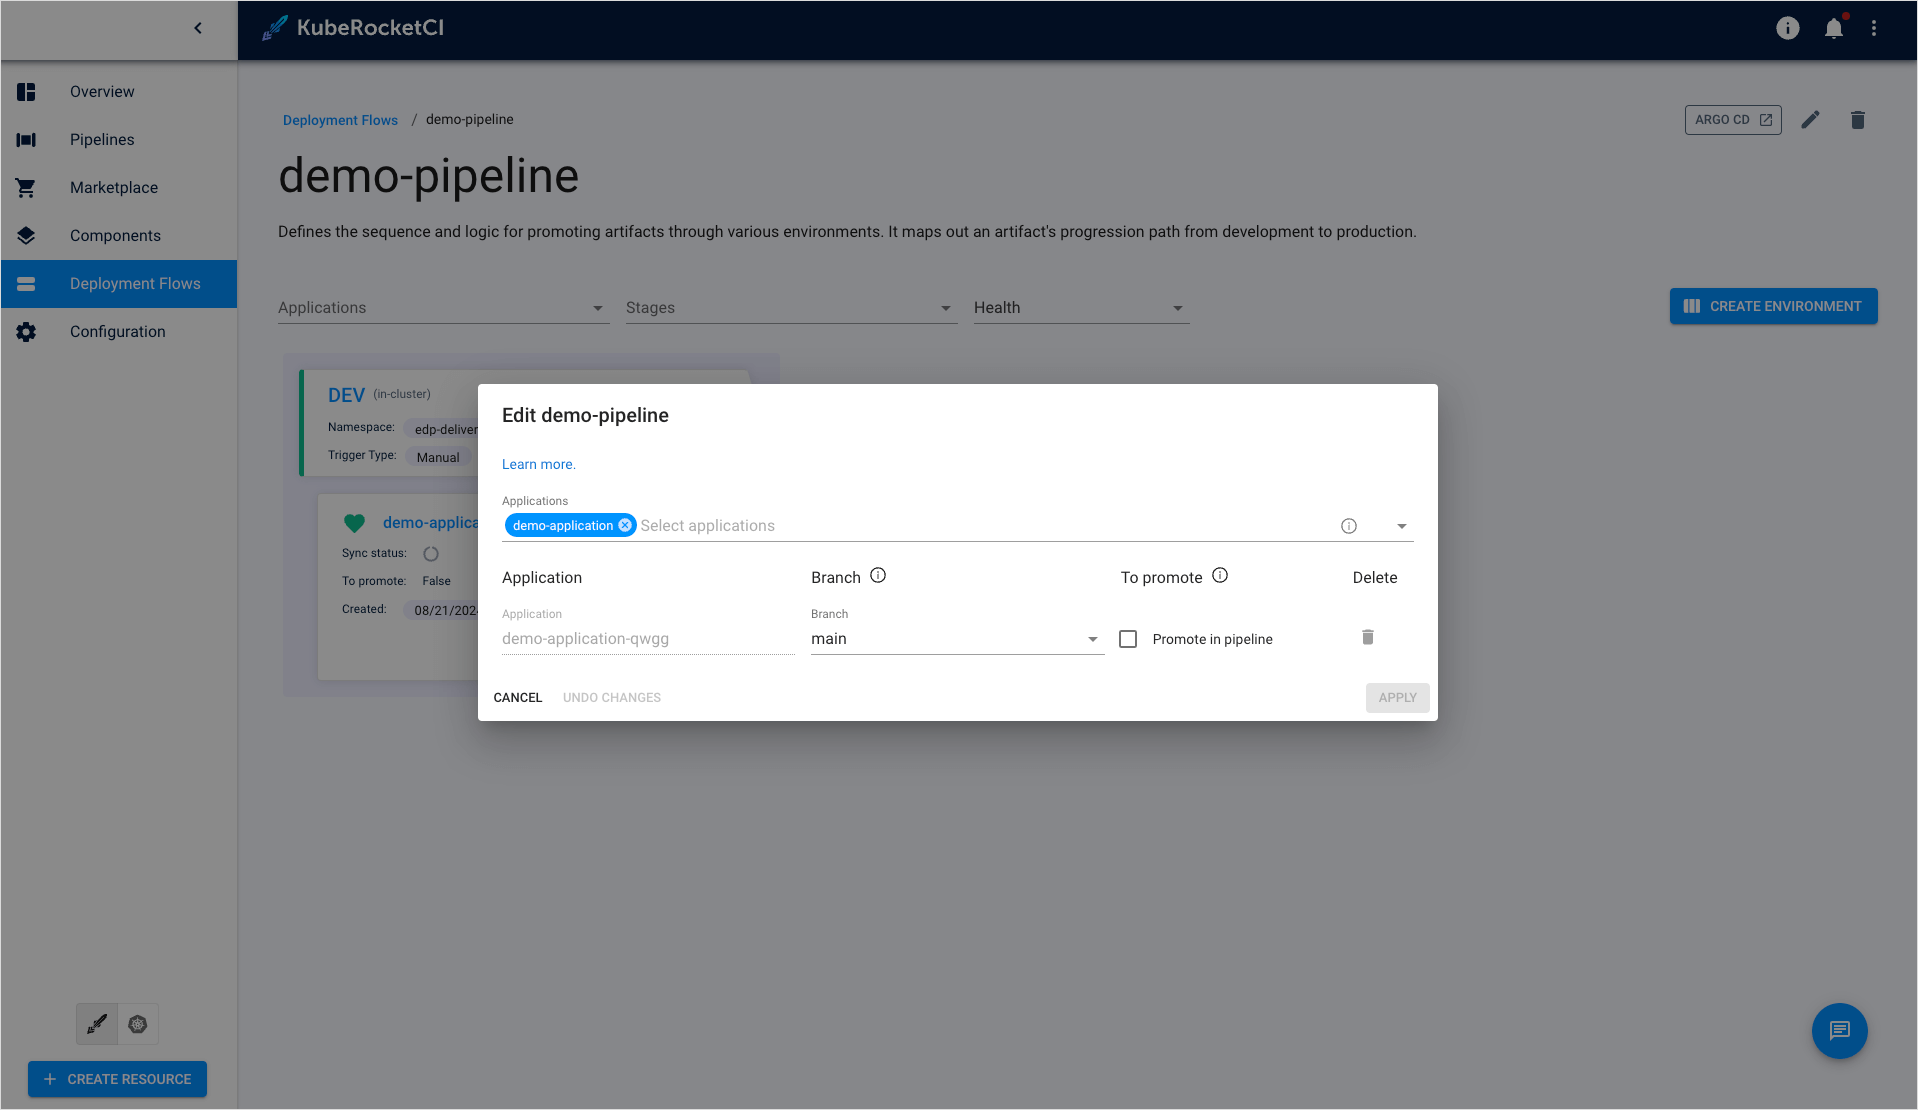 KubeRocketCI
Overview
Pipelines
Marketplace
Components
Deployment Flows
Configuration
CREATE RESOURCE
Deployment Flows / demo-pipeline
ARGO CD
demo-pipeline
Defines the sequence and logic for promoting artifacts through various environments. It maps out an artifact's progression path from development to production.
Applications
Stages
Health
CREATE ENVIRONMENT
DEV (in-cluster)
Namespace: edp-deliver
Trigger Type: Manual
demo-applica
Sync status:
To promote: False
Created: 08/21/202
Edit demo-pipeline
Learn more.
Applications
demo-application Select applications
Application Branch To promote Delete
Application Branch
demo-application-qwgg main Promote in pipeline
CANCEL UNDO CHANGES APPLY